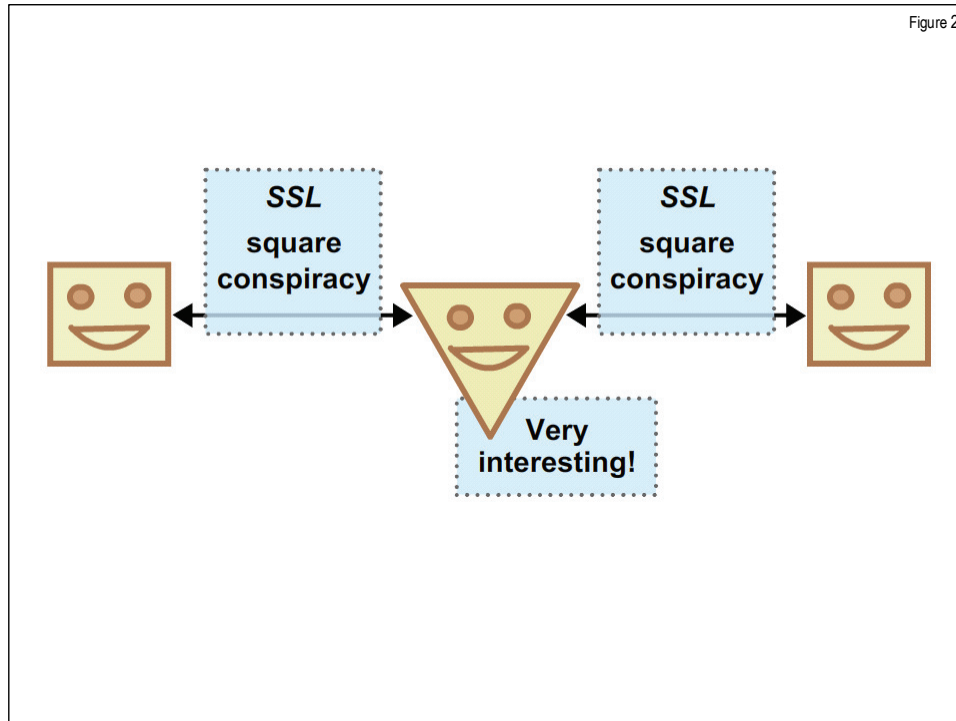 Figure 2
SSL
square
conspiracy
SSL
square
conspiracy
Very
interesting!